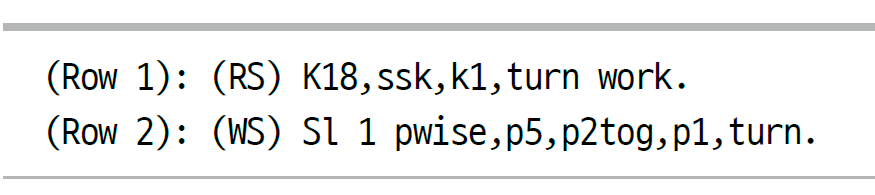 (Row 1): (RS) K18,ssk,k1,turn work.
(Row 2): (WS) Sl 1 pwise,p5,p2tog,p1,turn.